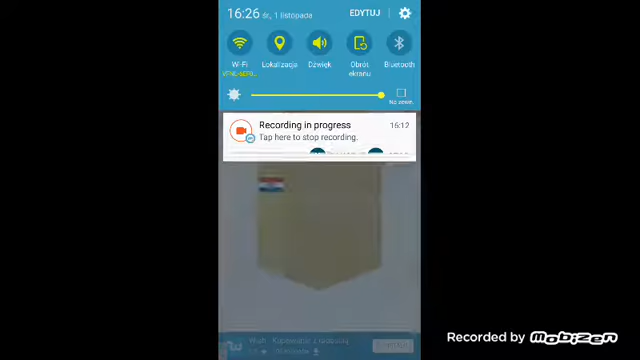 16:26 śr., 1 listopada EDYTUJ
Wi-Fi Lokalizacja Dźwięk Obrót ekranu Bluetooth
Recording in progress 16:12
Tap here to stop recording.
Recorded by Mobizen